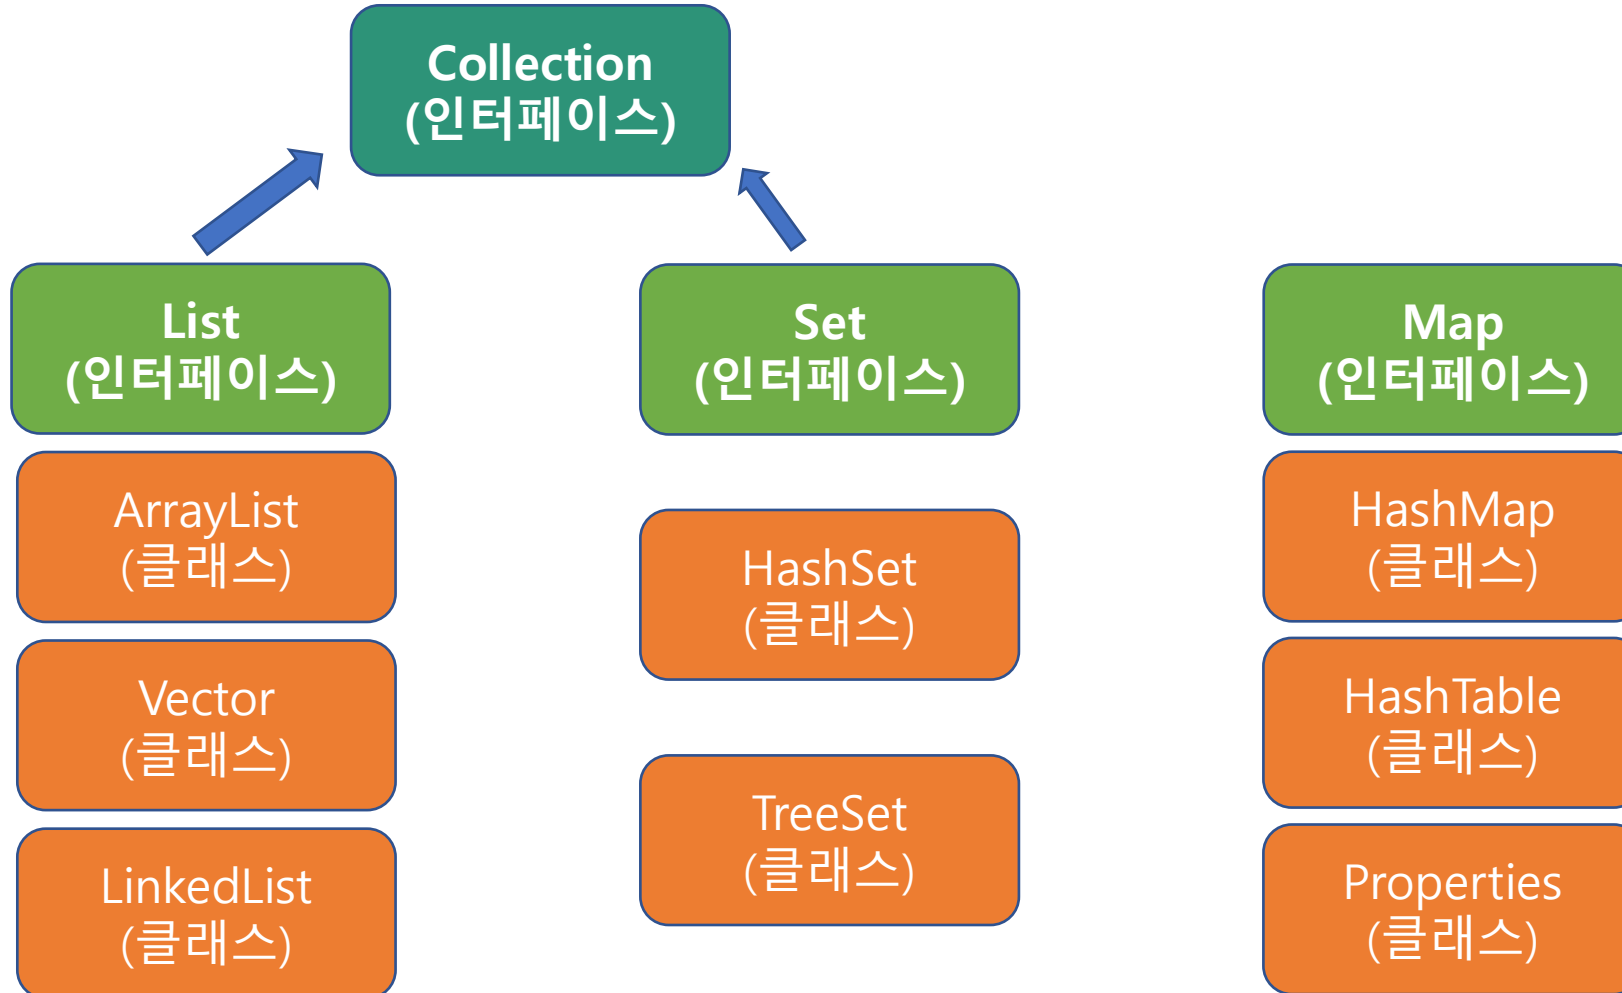 Collection
(인터페이스)
List
(인터페이스)
Set
(인터페이스)
Map
(인터페이스)
ArrayList
(클래스)
HashSet
(클래스)
HashMap
(클래스)
Vector
(클래스)
TreeSet
(클래스)
HashTable
(클래스)
LinkedList
(클래스)
Properties
(클래스)